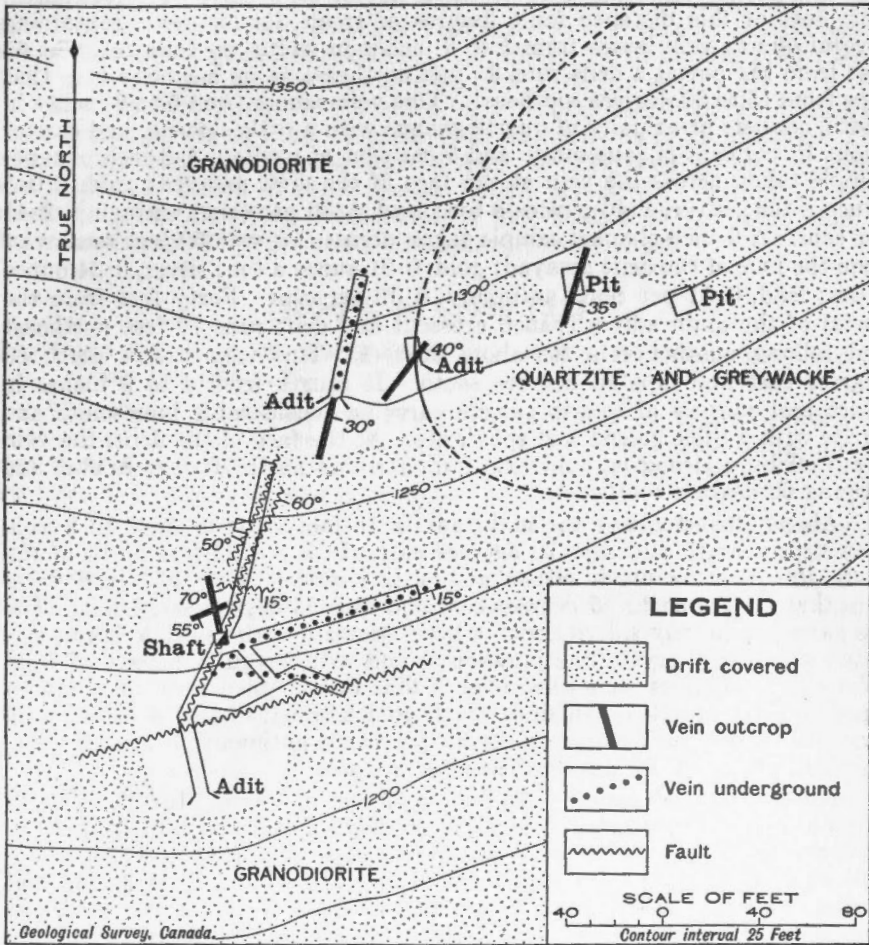 1350
TRUE NORTH
GRANODIORITE
1300
Pit
35°
Pit
40°
Adit
QUARTZITE AND GREYWACKE
Adit
30°
1250
60°
50°
70°
15°
15°
55°
Shaft
Adit
1200
GRANODIORITE
LEGEND
Drift covered
Vein outcrop
Vein underground
Fault
SCALE OF FEET
40 0 40 80
Contour interval 25 Feet
Geological Survey, Canada.